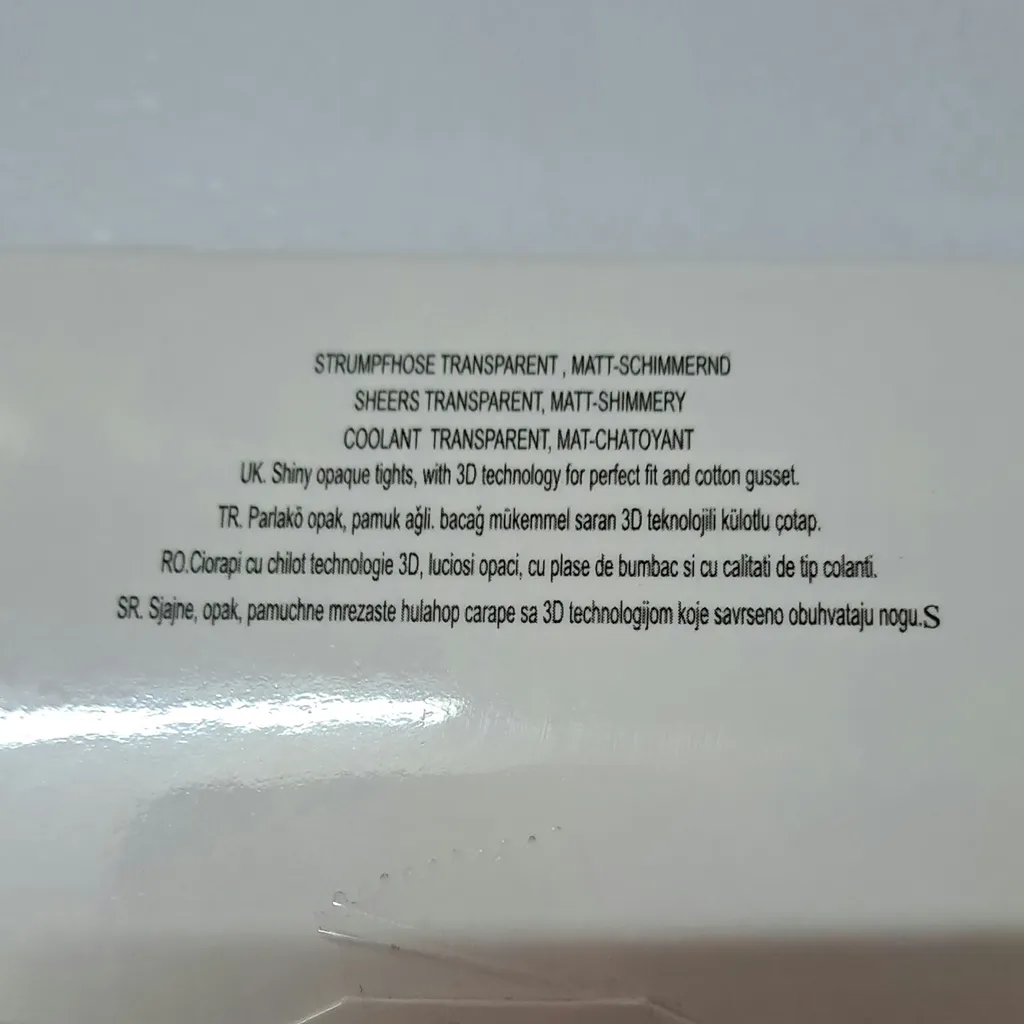 STRUMPFHOSE TRANSPARENT , MATT-SCHIMMERND
SHEERS TRANSPARENT, MATT-SHIMMERY
COOLANT TRANSPARENT, MAT-CHATOYANT
UK. Shiny opaque tights, with 3D technology for perfect fit and cotton gusset.
TR. Parlakõ opak, pamuk ağli. bacağ mükemmel saran 3D teknolojili külotlu çotap.
RO.Ciorapi cu chilot technologie 3D, luciosi opaci, cu plase de bumbac si cu calitati de tip colanti.
SR. Sjajne, opak, pamuchne mrezaste hulahop carape sa 3D technologijom koje savrseno obuhvataju nogu.S